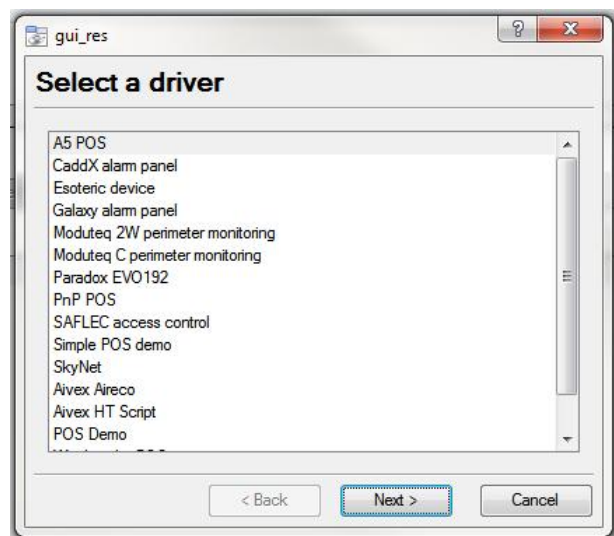 gui_res
Select a driver
A5 POS
CaddX alarm panel
Esoteric device
Galaxy alarm panel
Moduteq 2W perimeter monitoring
Moduteq C perimeter monitoring
Paradox EVO192
PnP POS
SAFLEC access control
Simple POS demo
SkyNet
Aivex Aireco
Aivex HT Script
POS Demo
< Back
Next >
Cancel